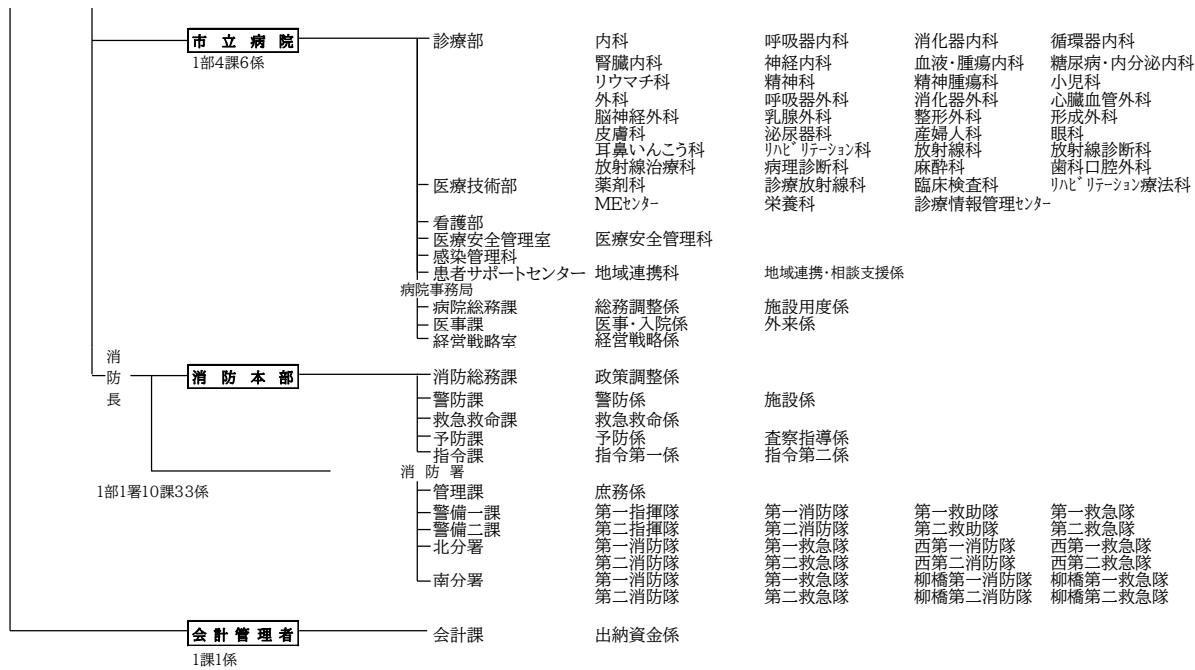 市立病院 診療部 内科 呼吸器内科 消化器内科 循環器内科
1部4課6係 腎臓内科 神経内科 血液・腫瘍内科 糖尿病・内分泌内科
リウマチ科 精神科 精神腫瘍科 小児科
外科 呼吸器外科 消化器外科 心臓血管外科
脳神経外科 乳腺外科 整形外科 形成外科
皮膚科 泌尿器科 産婦人科 眼科
耳鼻いんこう科 ﾘﾊﾋﾞﾘﾃｰｼｮﾝ科 放射線科 放射線診断科
放射線治療科 病理診断科 麻酔科 歯科口腔外科
医療技術部 薬剤科 診療放射線科 臨床検査科 ﾘﾊﾋﾞﾘﾃｰｼｮﾝ療法科
MEｾﾝﾀｰ 栄養科 診療情報管理ｾﾝﾀｰ
看護部
医療安全管理室 医療安全管理科
感染管理科
患者サポートセンター 地域連携科 地域連携・相談支援係
病院事務局
病院総務課 総務調整係 施設用度係
医事課 医事・入院係 外来係
経営戦略室 経営戦略係
消防長 消防本部 消防総務課 政策調整係
警防課 警防係 施設係
救急救命課 救急救命係
予防課 予防係 査察指導係
指令課 指令第一係 指令第二係
消防署
1部1署10課33係 管理課 庶務係
警備一課 第一指揮隊 第一消防隊 第一救助隊 第一救急隊
警備二課 第二指揮隊 第二消防隊 第二救助隊 第二救急隊
北分署 第一消防隊 第一救急隊 西第一消防隊 西第一救急隊
第二消防隊 第二救急隊 西第二消防隊 西第二救急隊
南分署 第一消防隊 第一救急隊 柳橋第一消防隊 柳橋第一救急隊
第二消防隊 第二救急隊 柳橋第二消防隊 柳橋第二救急隊
会計管理者 会計課 出納資金係
1課1係